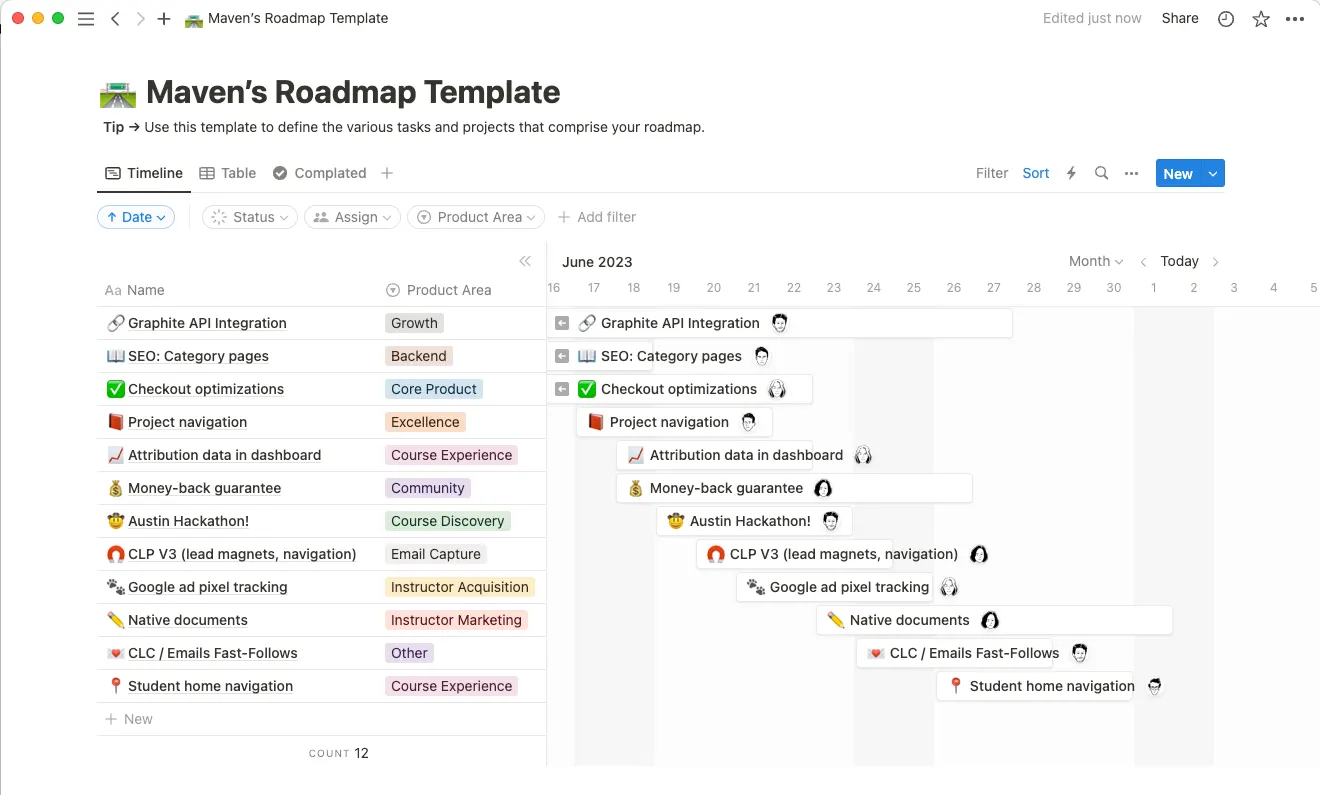 Maven’s Roadmap Template
Edited just now Share
Maven’s Roadmap Template
Tip → Use this template to define the various tasks and projects that comprise your roadmap.
Timeline Table Complated Filter Sort New
Date Status Assign Product Area Add filter
June 2023 Month Today
Aa Name Product Area 16 17 18 19 20 21 22 23 24 25 26 27 28 29 30 1 2 3 4 5
Graphite API Integration Growth Graphite API Integration
SEO: Category pages Backend SEO: Category pages
Checkout optimizations Core Product Checkout optimizations
Project navigation Excellence Project navigation
Attribution data in dashboard Course Experience Attribution data in dashboard
Money-back guarantee Community Money-back guarantee
Austin Hackathon! Course Discovery Austin Hackathon!
CLP V3 (lead magnets, navigation) Email Capture CLP V3 (lead magnets, navigation)
Google ad pixel tracking Instructor Acquisition Google ad pixel tracking
Native documents Instructor Marketing Native documents
CLC / Emails Fast-Follows Other CLC / Emails Fast-Follows
Student home navigation Course Experience Student home navigation
New
COUNT 12